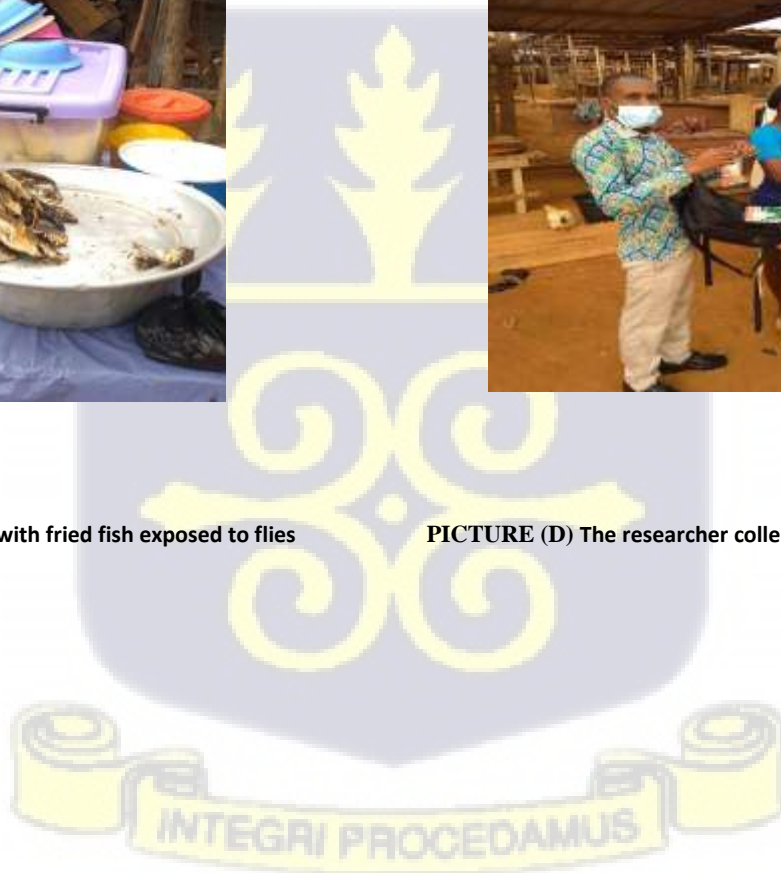 with fried fish exposed to flies
PICTURE (D) The researcher colle
INTEGRI PROCEDAMUS